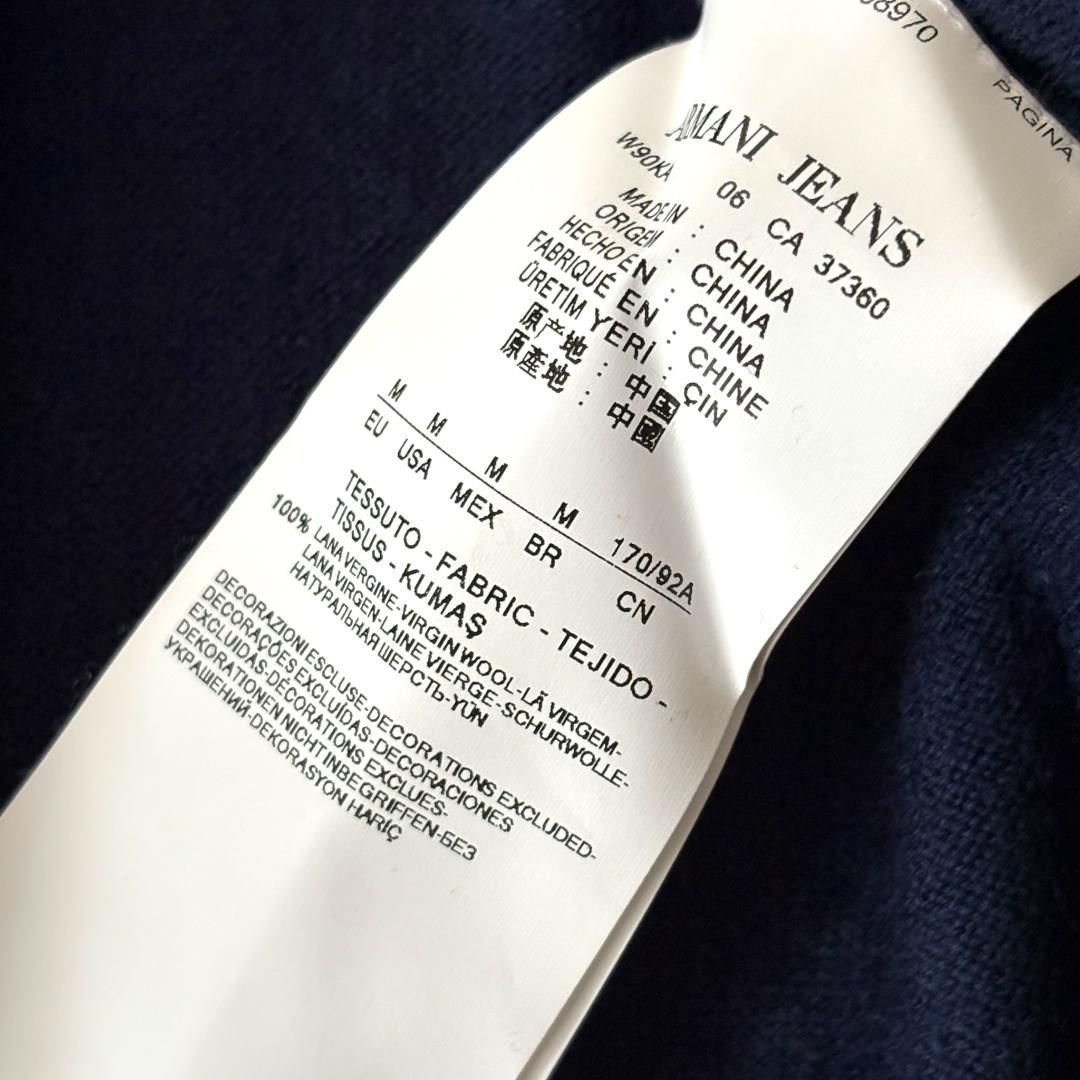 38970
PAGINA
ARMANI JEANS
06 CA 37360
MADE IN : CHINA
ORIGEM : CHINA
HECHO EN : CHINA
FABRIQUÉ EN : CHINE
ÜRETIM YERİ : ÇIN
原产地 : 中国
原產地 : 中國
M M M M 170/92A
EU USA MEX BR CN
TESSUTO - FABRIC - TEJIDO -
TISSUS - KUMAŞ
100% LANA VERGINE-VIRGIN WOOL-LÃ VIRGEM-
LANA VIRGEN-LAINE VIERGE-SCHURWOLLE-
НАТУРАЛЬНАЯ ШЕРСТЬ-YÜN
DECORAZIONI ESCLUSE-DECORATIONS EXCLUDED-
DECORAÇÕES EXCLUÍDAS-DECORACIONES
EXCLUIDAS-DÉCORATIONS EXCLUES-
DEKORATIONEN NICHT INBEGRIFFEN-БЕЗ
УКРАШЕНИЙ-DEKORASYON HARİÇ